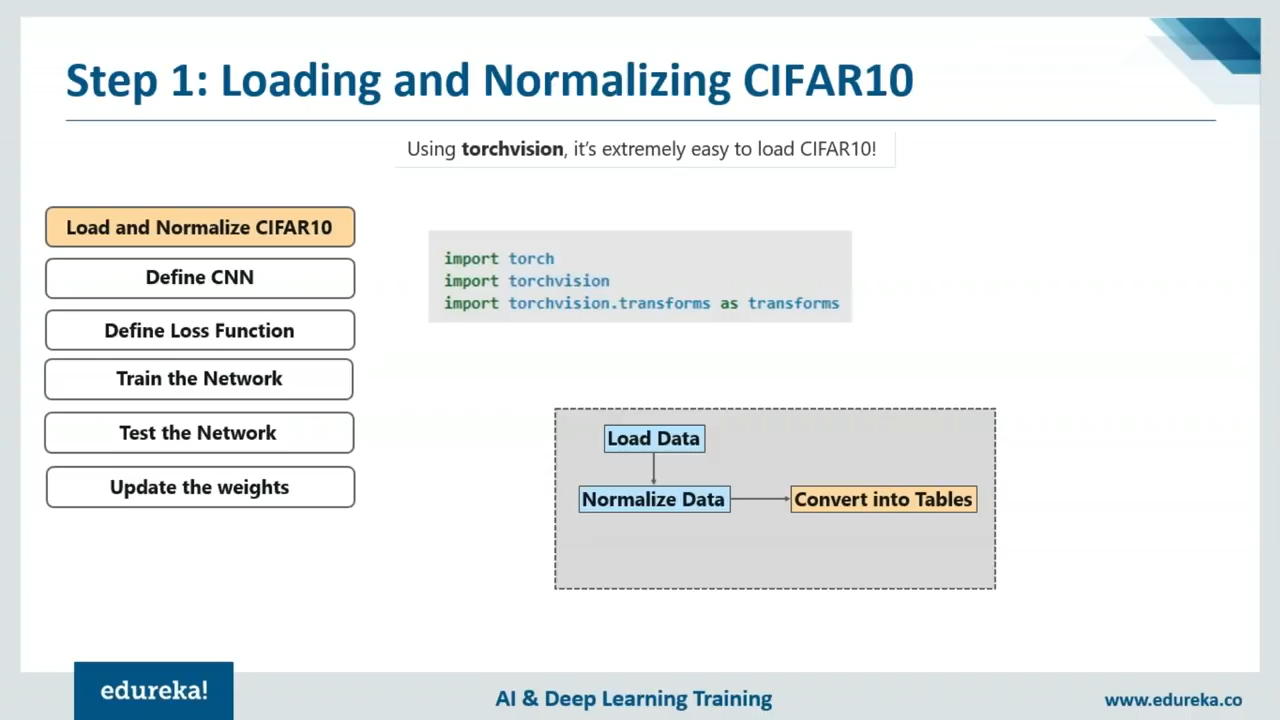 Step 1: Loading and Normalizing CIFAR10
Using torchvision, it's extremely easy to load CIFAR10!
Load and Normalize CIFAR10
Define CNN
Define Loss Function
Train the Network
Test the Network
Update the weights
import torch
import torchvision
import torchvision.transforms as transforms
Load Data
Normalize Data
Convert into Tables
edureka!
AI & Deep Learning Training
www.edureka.co